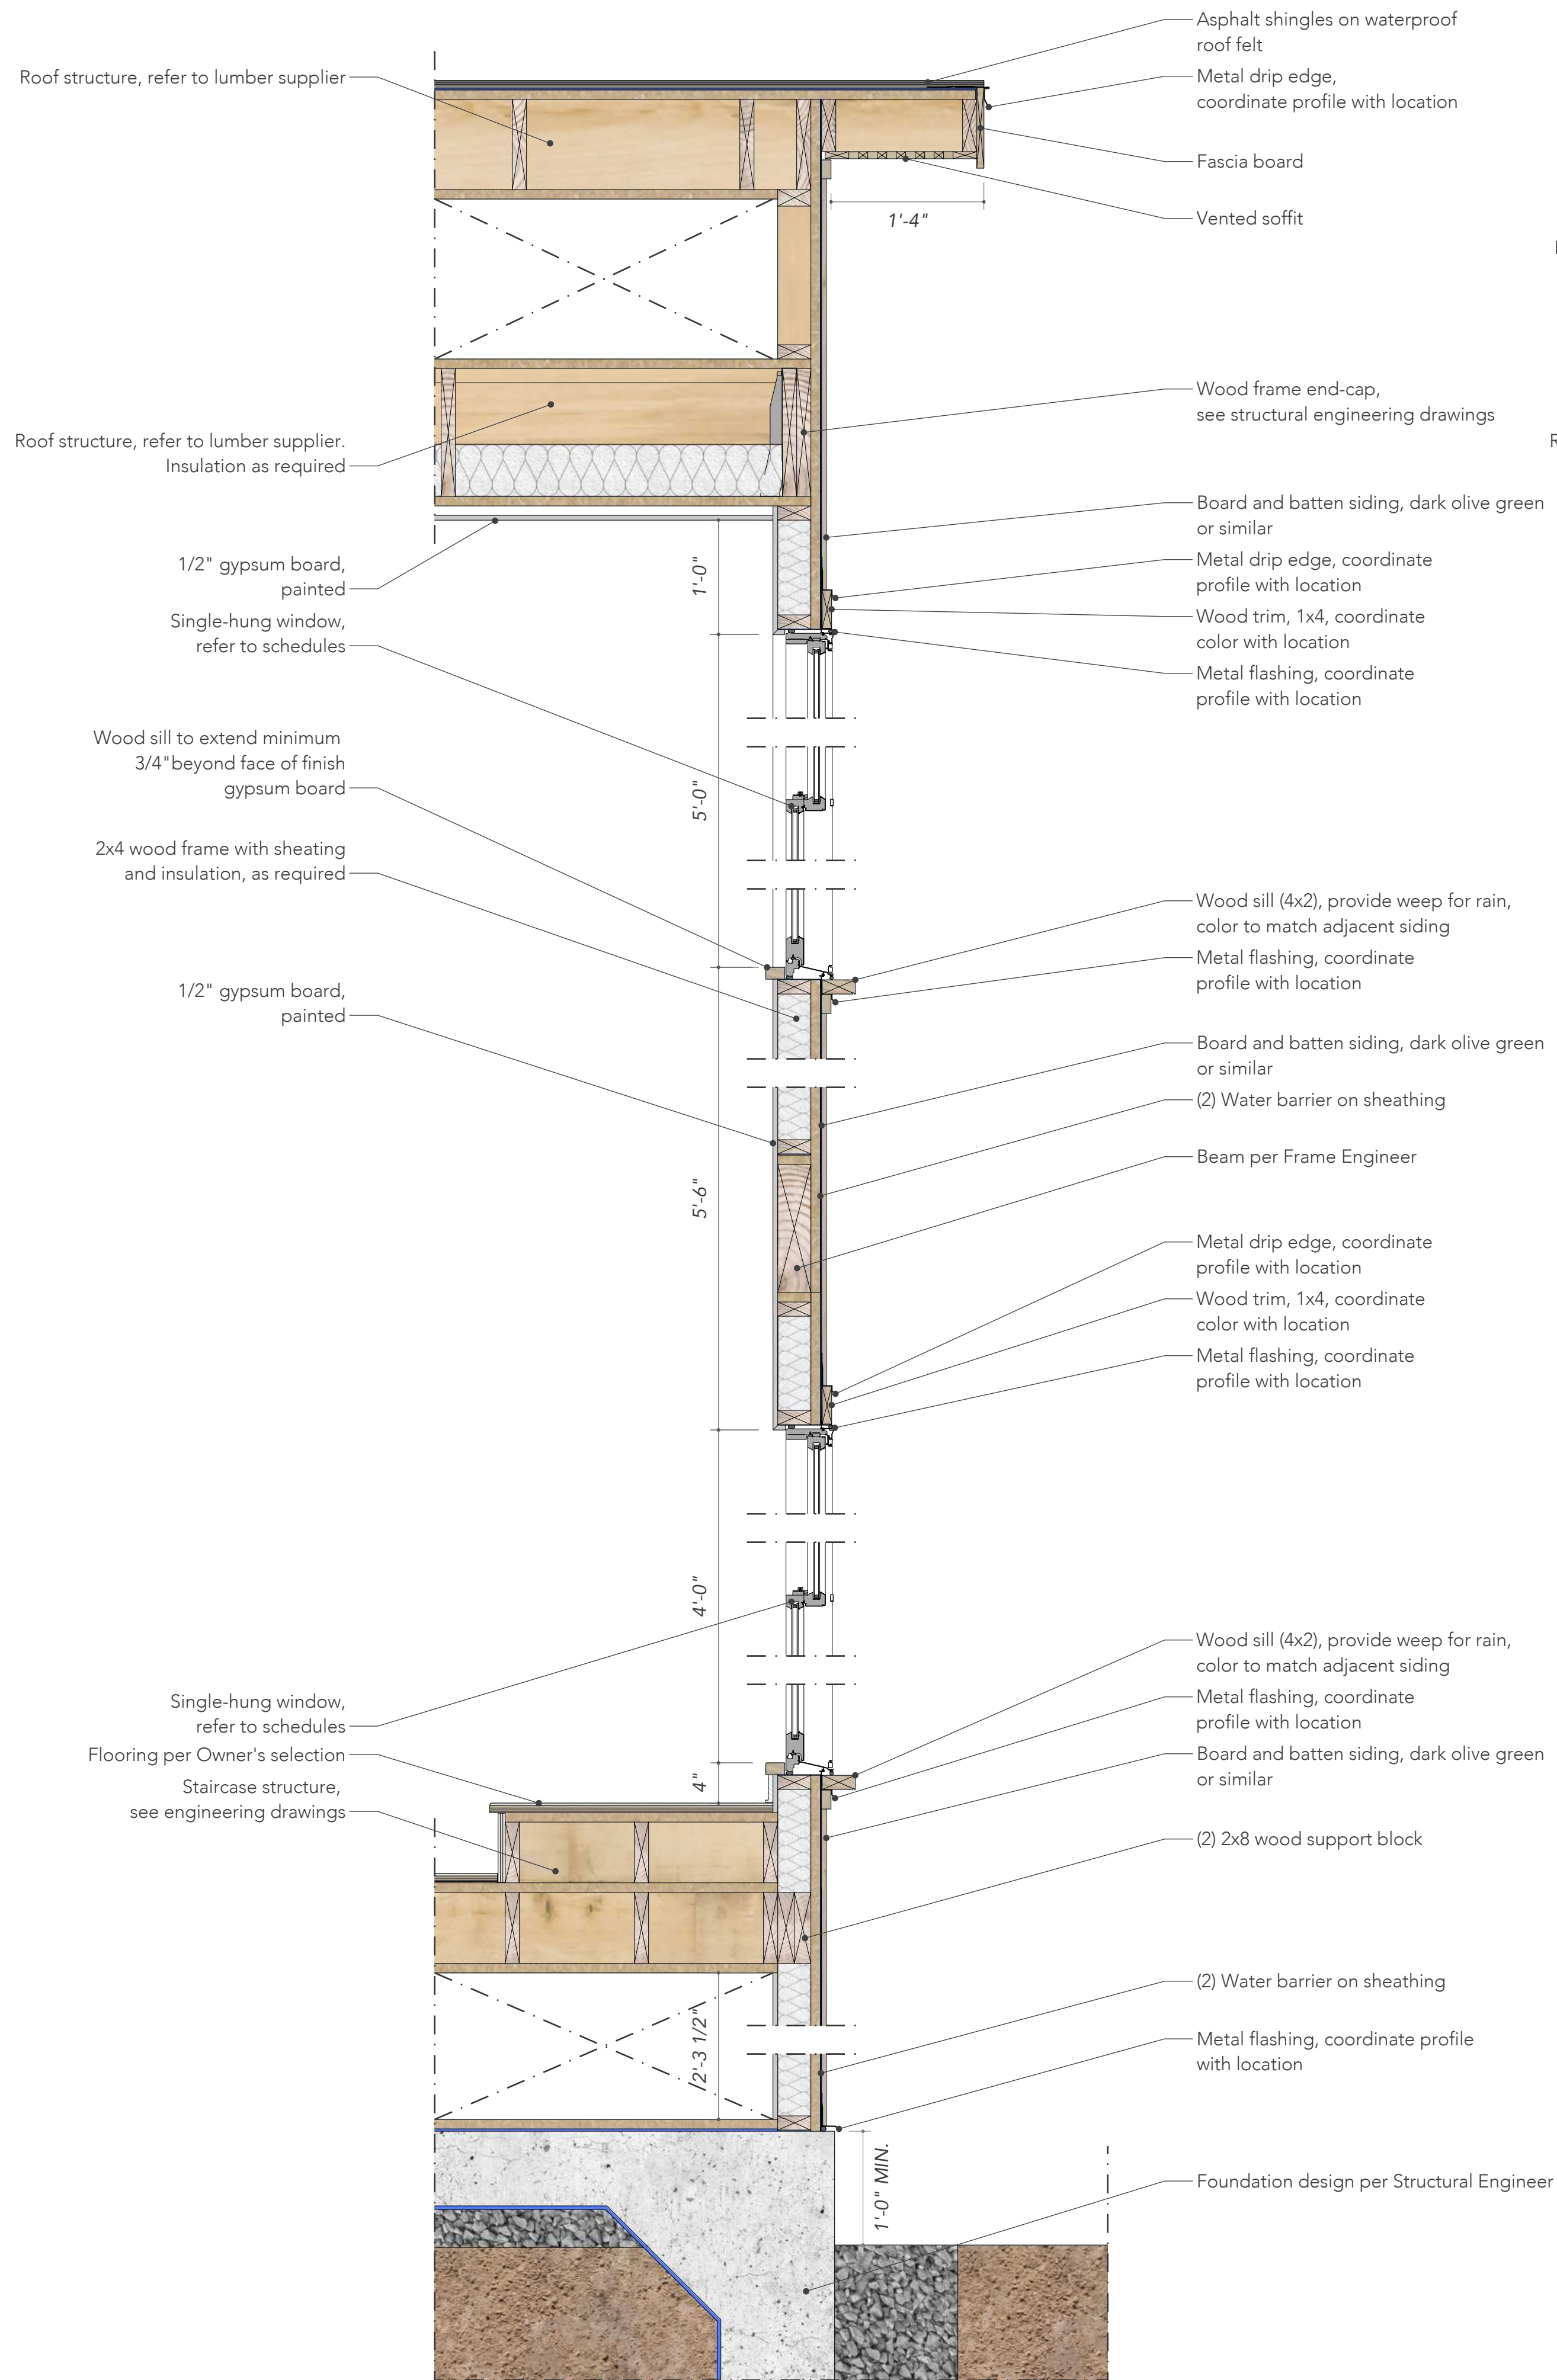 Asphalt shingles on waterproof
roof felt
Roof structure, refer to lumber supplier
Metal drip edge,
coordinate profile with location
Fascia board
Vented soffit
1'-4"
Wood frame end-cap,
see structural engineering drawings
Roof structure, refer to lumber supplier.
Insulation as required
R
Board and batten siding, dark olive green
or similar
1/2" gypsum board,
painted
1'-0"
Metal drip edge, coordinate
profile with location
Wood trim, 1x4, coordinate
color with location
Single-hung window,
refer to schedules
Metal flashing, coordinate
profile with location
Wood sill to extend minimum
3/4"beyond face of finish
gypsum board
5'-0"
2x4 wood frame with sheating
and insulation, as required
Wood sill (4x2), provide weep for rain,
color to match adjacent siding
Metal flashing, coordinate
profile with location
1/2" gypsum board,
painted
Board and batten siding, dark olive green
or similar
(2) Water barrier on sheathing
Beam per Frame Engineer
5'-6"
Metal drip edge, coordinate
profile with location
Wood trim, 1x4, coordinate
color with location
Metal flashing, coordinate
profile with location
4'-0"
Wood sill (4x2), provide weep for rain,
color to match adjacent siding
Single-hung window,
refer to schedules
Metal flashing, coordinate
profile with location
Flooring per Owner's selection
Board and batten siding, dark olive green
or similar
4"
Staircase structure,
see engineering drawings
(2) 2x8 wood support block
(2) Water barrier on sheathing
2'-3 1/2"
Metal flashing, coordinate profile
with location
1'-0" MIN.
Foundation design per Structural Engineer